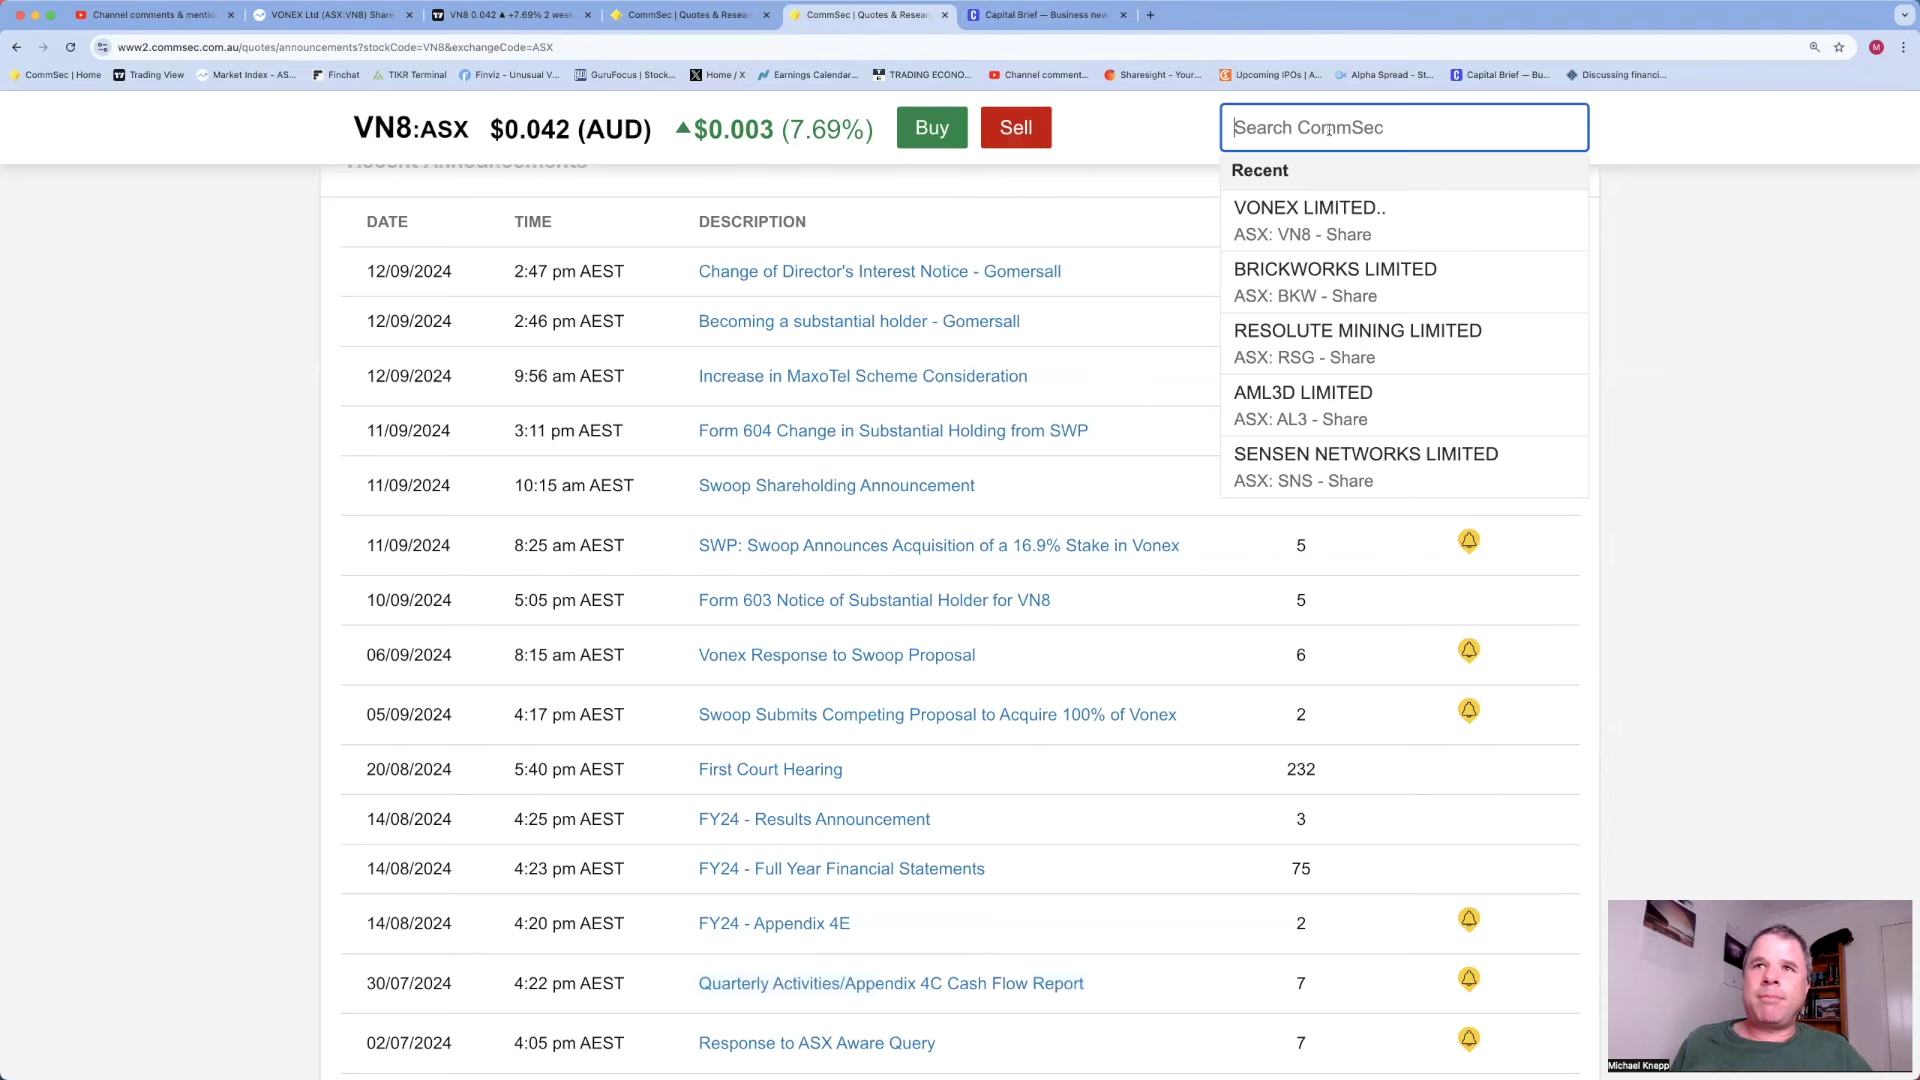 Channel comments & mentio
VONEX Ltd (ASX:VN8) Share
VN8 0.042 ▲ +7.69% 2 week
CommSec | Quotes & Resear
CommSec | Quotes & Resear
Capital Brief — Business new
www2.commsec.com.au/quotes/announcements?stockCode=VN8&exchangeCode=ASX
M
CommSec | Home
Trading View
Market Index - AS...
Finchat
TIKR Terminal
Finviz - Unusual V...
GuruFocus | Stock...
Home / X
Earnings Calendar...
TRADING ECONO...
Channel comment...
Sharesight - Your...
Upcoming IPOs | A...
Alpha Spread - St...
Capital Brief — Bu...
Discussing financi...
VN8:ASX $0.042 (AUD) ▲$0.003 (7.69%) Buy Sell
Search CommSec
Recent
VONEX LIMITED..
ASX: VN8 - Share
BRICKWORKS LIMITED
ASX: BKW - Share
RESOLUTE MINING LIMITED
ASX: RSG - Share
AML3D LIMITED
ASX: AL3 - Share
SENSEN NETWORKS LIMITED
ASX: SNS - Share
Recent Announcements
DATE TIME DESCRIPTION
12/09/2024 2:47 pm AEST Change of Director's Interest Notice - Gomersall
12/09/2024 2:46 pm AEST Becoming a substantial holder - Gomersall
12/09/2024 9:56 am AEST Increase in MaxoTel Scheme Consideration
11/09/2024 3:11 pm AEST Form 604 Change in Substantial Holding from SWP
11/09/2024 10:15 am AEST Swoop Shareholding Announcement
11/09/2024 8:25 am AEST SWP: Swoop Announces Acquisition of a 16.9% Stake in Vonex 5
10/09/2024 5:05 pm AEST Form 603 Notice of Substantial Holder for VN8 5
06/09/2024 8:15 am AEST Vonex Response to Swoop Proposal 6
05/09/2024 4:17 pm AEST Swoop Submits Competing Proposal to Acquire 100% of Vonex 2
20/08/2024 5:40 pm AEST First Court Hearing 232
14/08/2024 4:25 pm AEST FY24 - Results Announcement 3
14/08/2024 4:23 pm AEST FY24 - Full Year Financial Statements 75
14/08/2024 4:20 pm AEST FY24 - Appendix 4E 2
30/07/2024 4:22 pm AEST Quarterly Activities/Appendix 4C Cash Flow Report 7
02/07/2024 4:05 pm AEST Response to ASX Aware Query 7
Michael Knepp